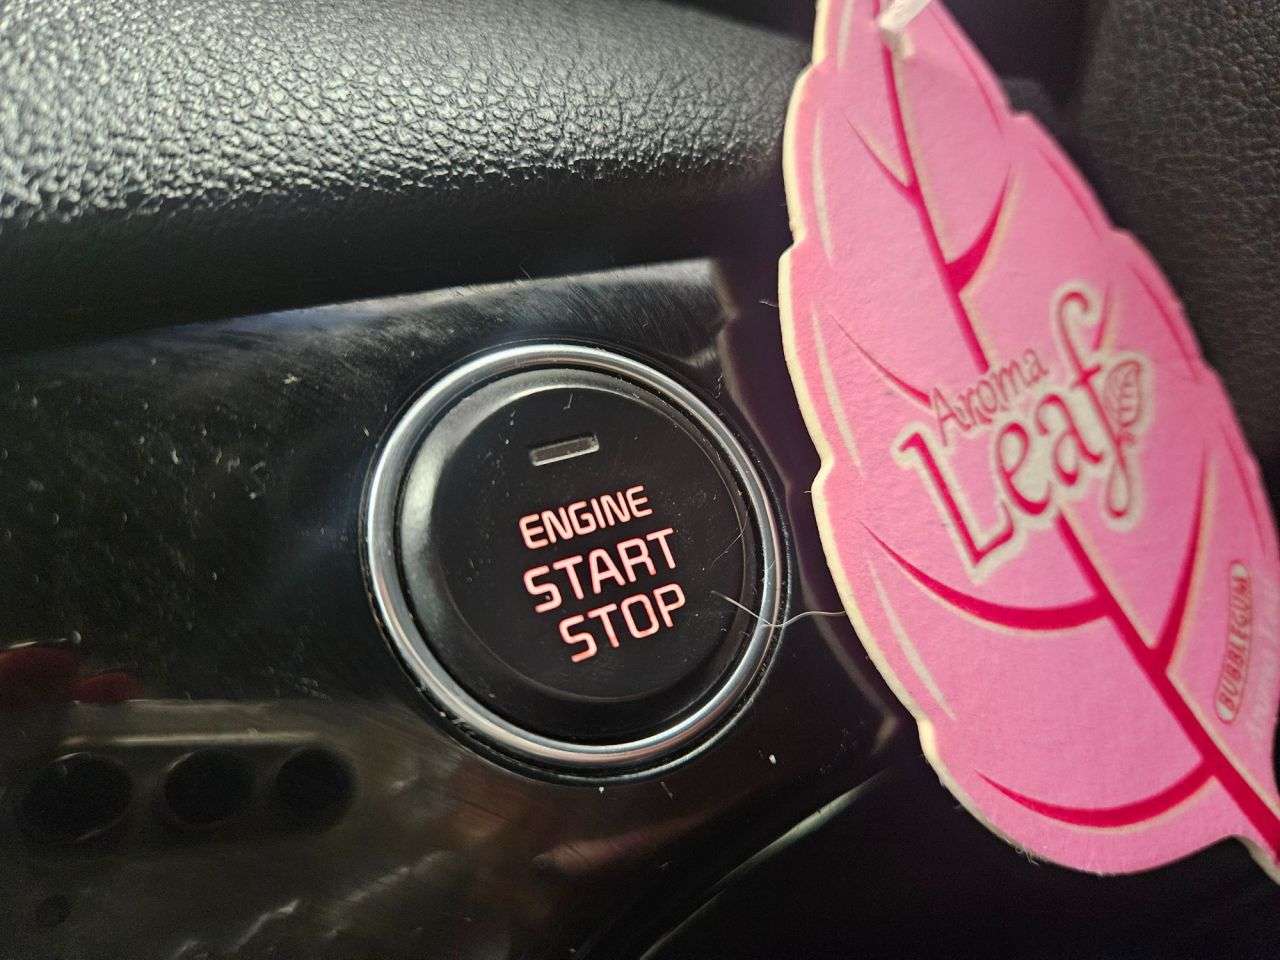 ENGINE
START
STOP
Aroma
Leaf
BUBBLEGUM